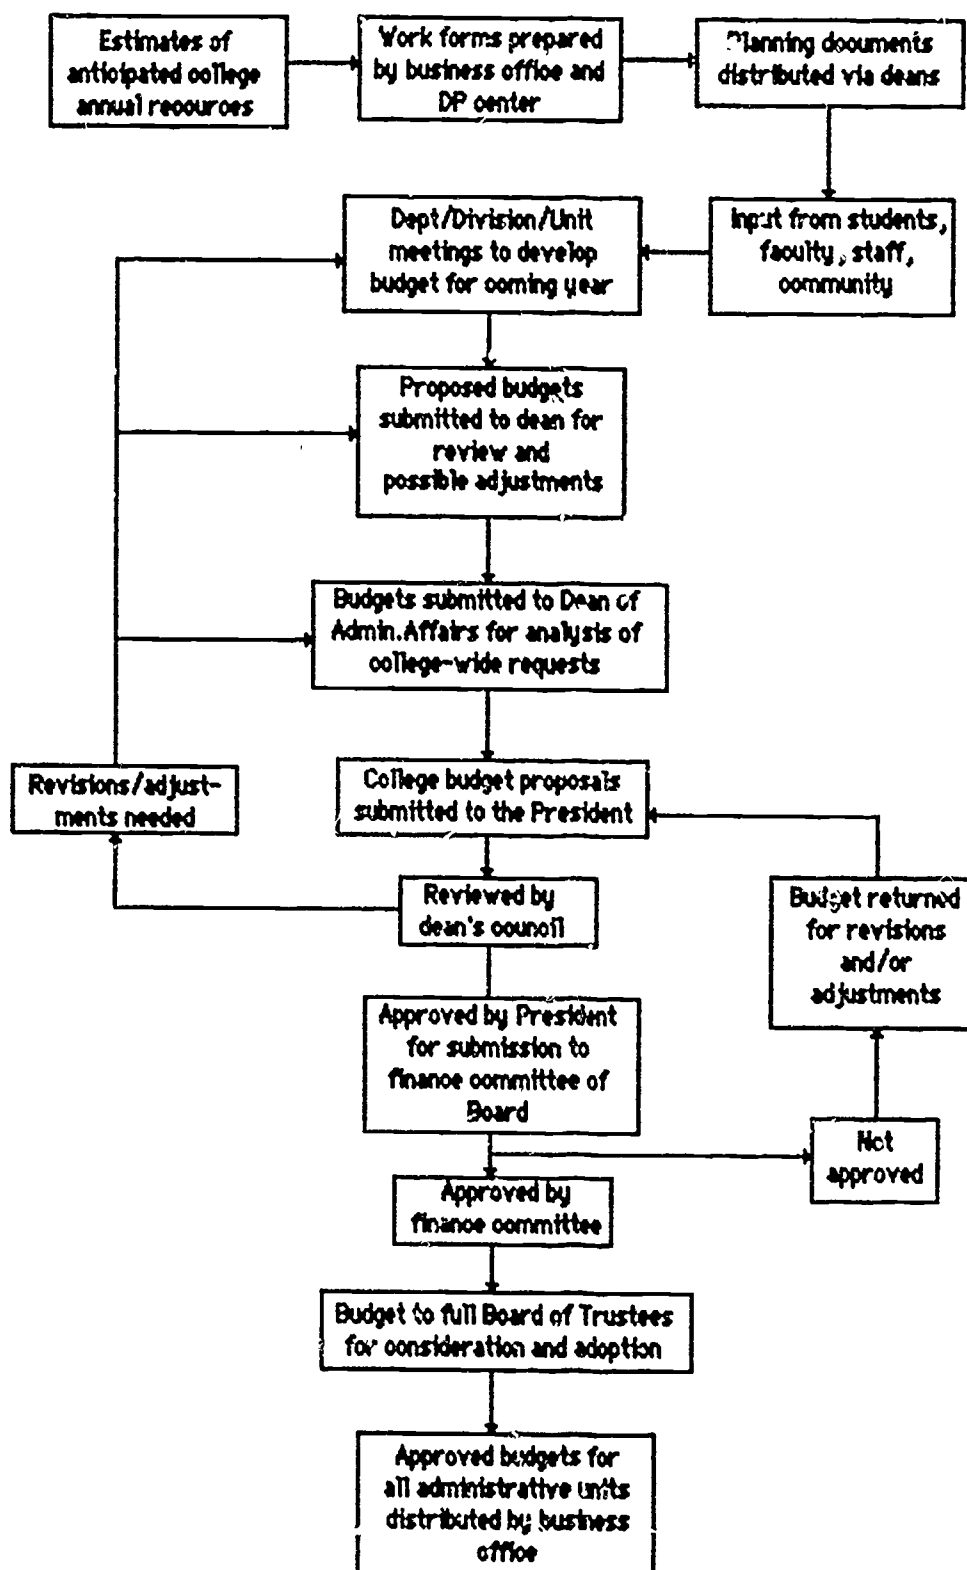 Estimates of
anticipated college
annual recources
Work forms prepared
by business office and
DP center
Planning documents
distributed via deans
Input from students,
faculty, staff,
community
Dept/Division/Unit
meetings to develop
budget for coming year
Proposed budgets
submitted to dean for
review and
possible adjustments
Budgets submitted to Dean of
Admin.Affairs for analysis of
college-wide requests
College budget proposals
submitted to the President
Revisions/adjust-
ments needed
Reviewed by
dean's council
Budget returned
for revisions
and/or
adjustments
Approved by President
for submission to
finance committee of
Board
Not
approved
Approved by
finance committee
Budget to full Board of Trustees
for consideration and adoption
Approved budgets for
all administrative units
distributed by business
office